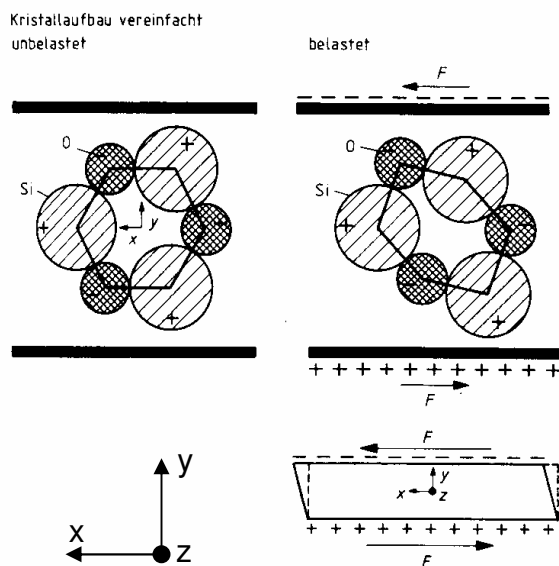 Kristallaufbau vereinfacht
unbelastet
belastet
F
− − − − − − − − − − −
O
O
Si
Si
+
+
+
+
+
+
x
y
+ + + + + + + + + + +
F
F
y
x
z
+ + + + + + + + + + +
F
y
x
z